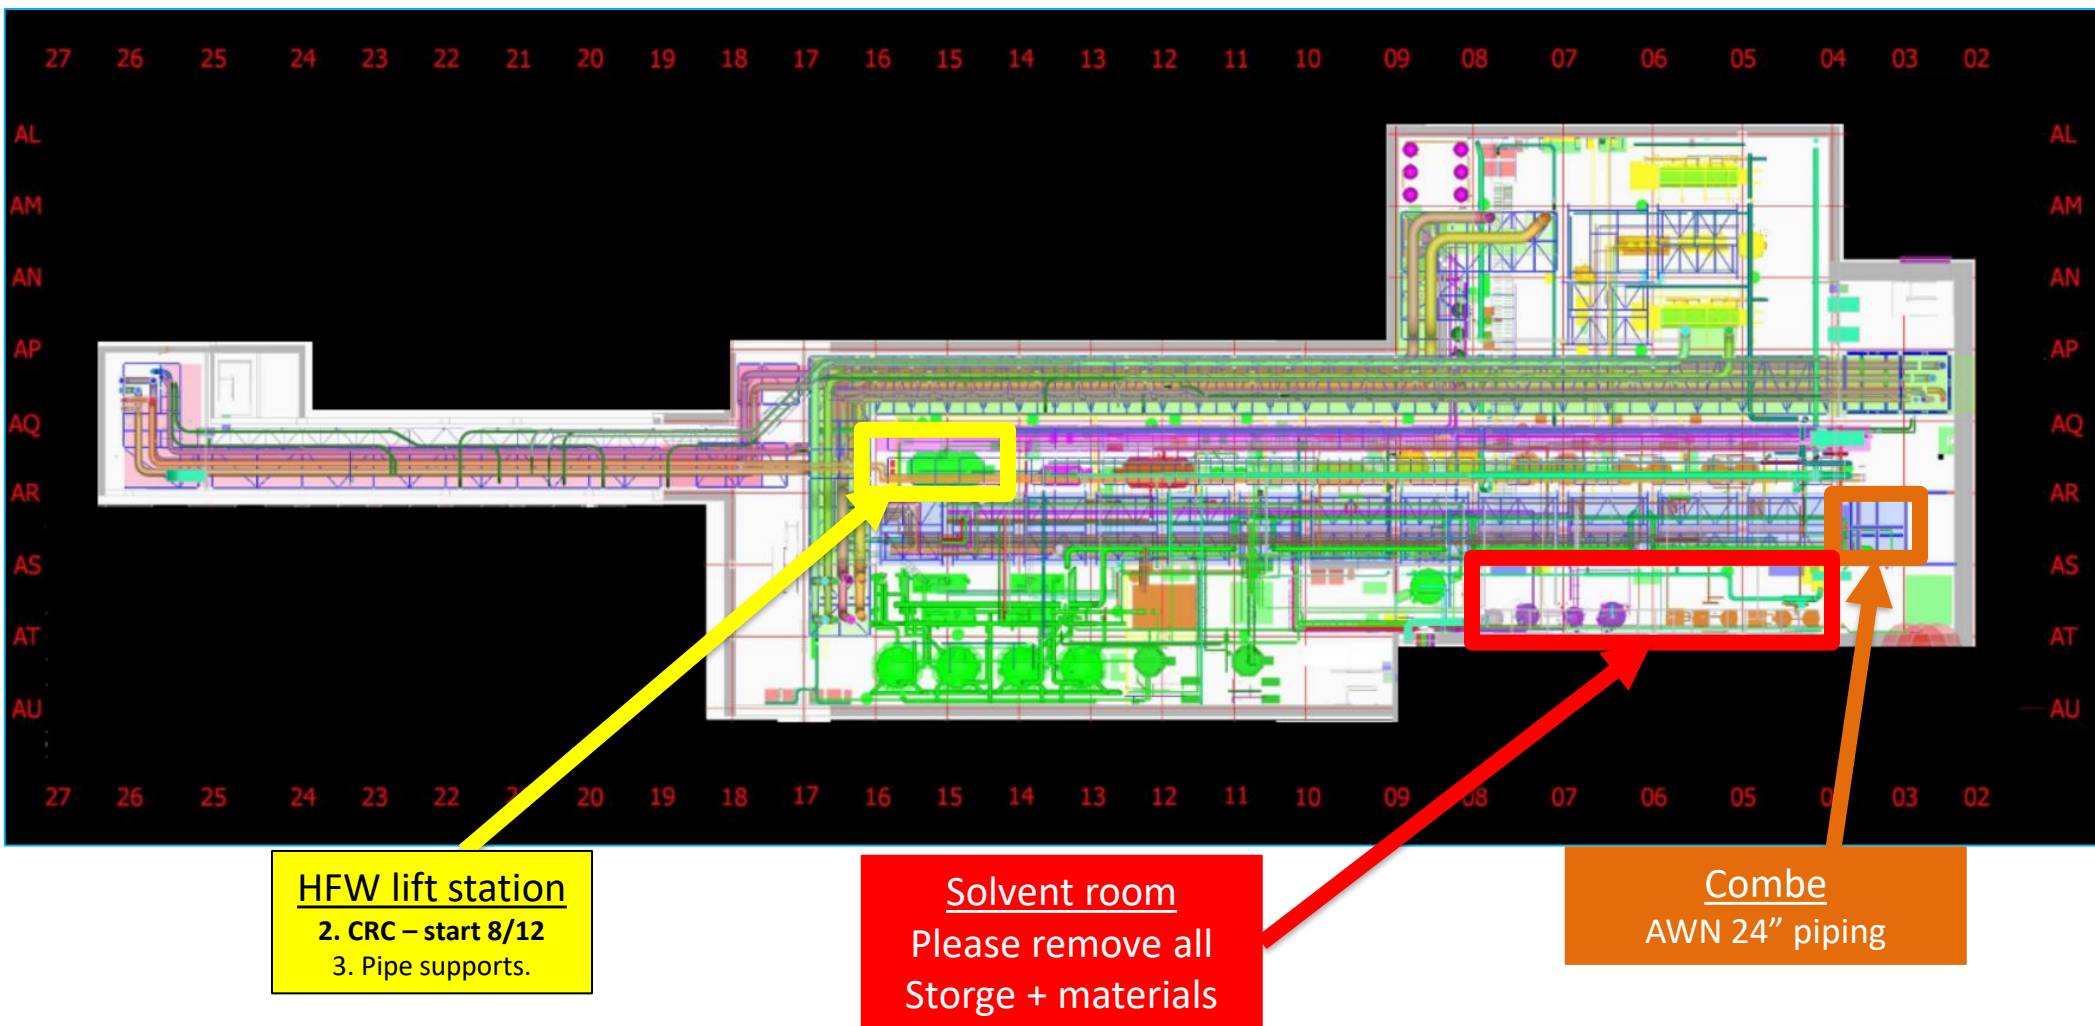 27 26 25 24 23 22 21 20 19 18 17 16 15 14 13 12 11 10 09 08 07 06 05 04 03 02
AL AL
AM AM
AN AN
AP AP
AQ AQ
AR AR
AS AS
AT AT
AU AU
27 26 25 24 23 22 20 19 18 17 16 15 14 13 12 11 10 09 08 07 06 05 03 02
HFW lift station
2. CRC – start 8/12
3. Pipe supports.
Solvent room
Please remove all
Storge + materials
Combe
AWN 24” piping